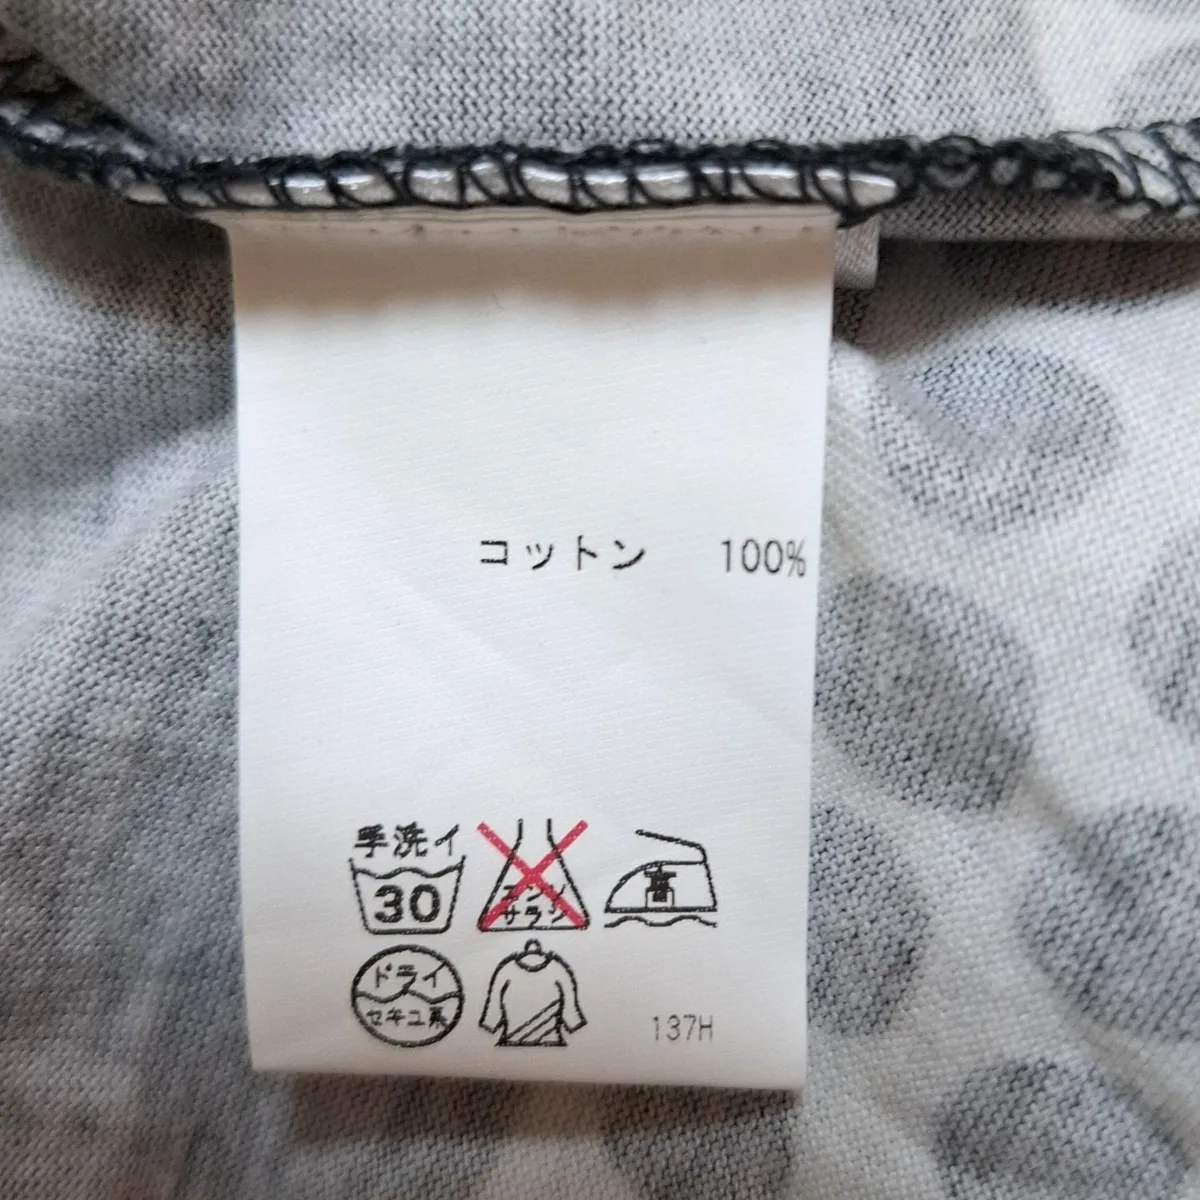 コットン 100%
手洗イ
30
エンソ
サラシ
高
ドライ
セキユ系
137H